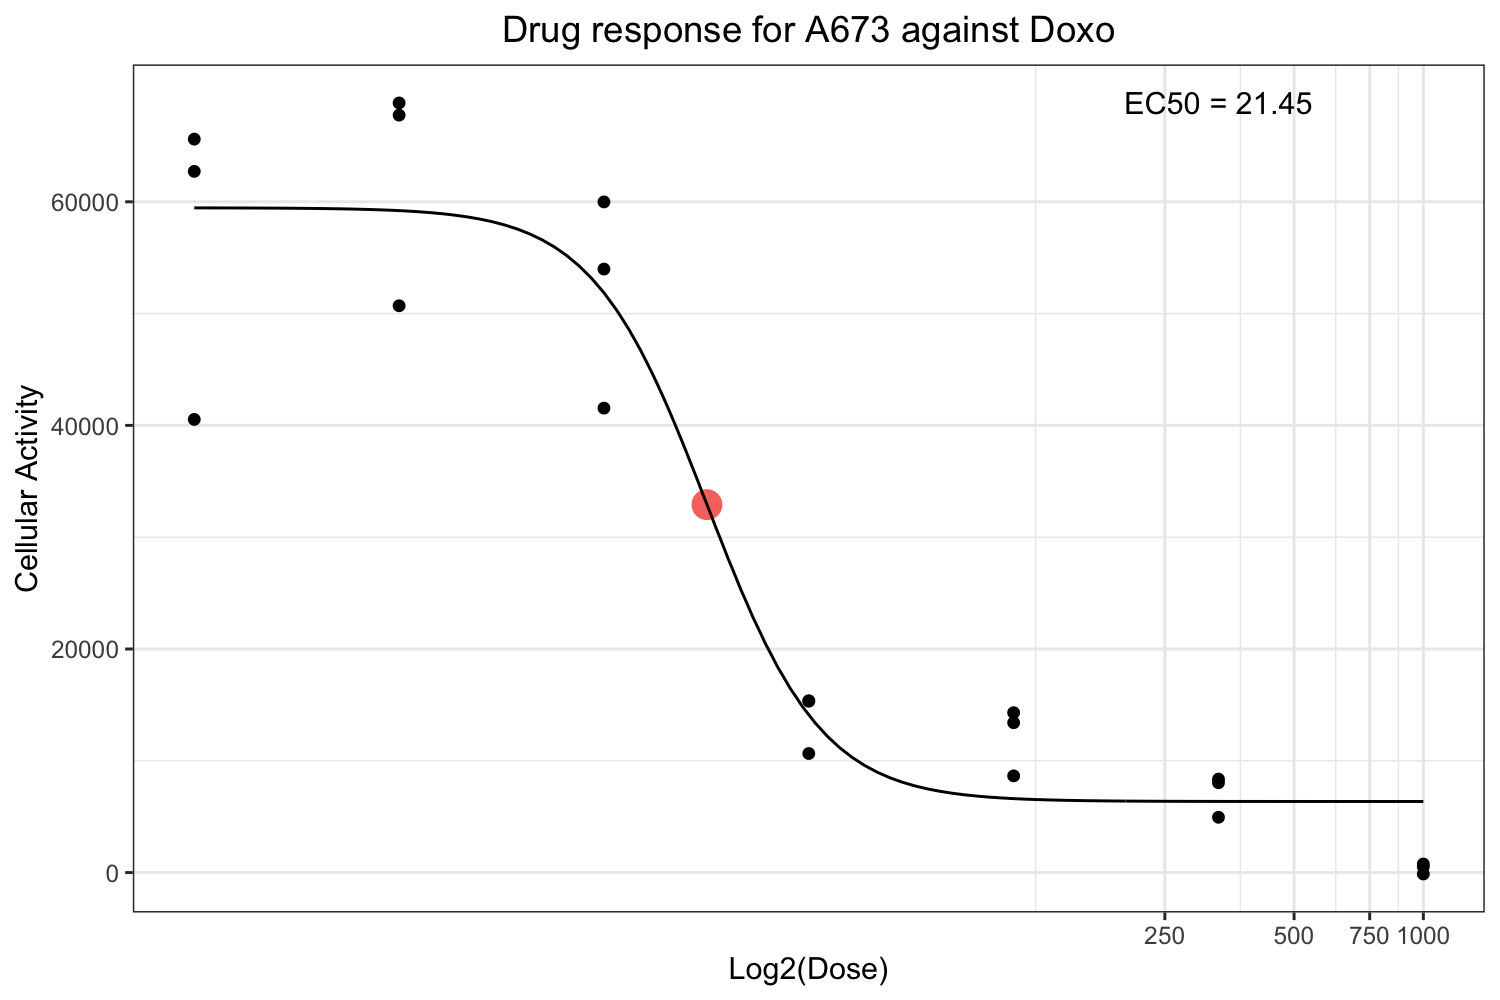 Drug response for A673 against Doxo
EC50 = 21.45
60000
40000
20000
0
Cellular Activity
250 500 750 1000
Log2(Dose)